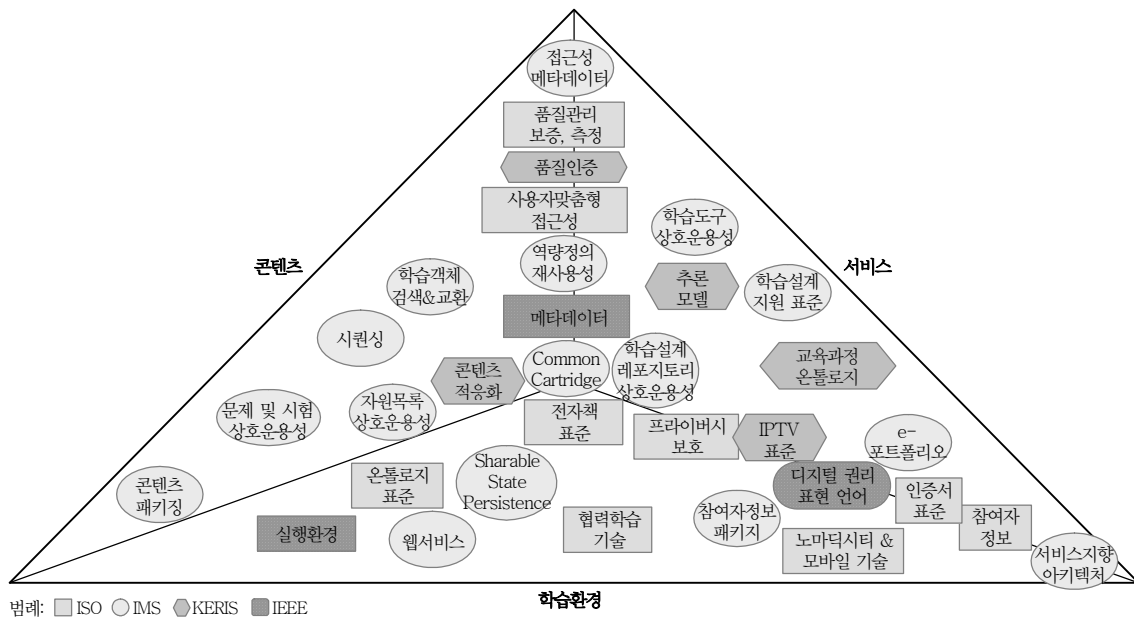 접근성
메타데이터
품질관리
보증, 측정
품질인증
사용자맞춤형
접근성
학습도구
상호운용성
역량정의
재사용성
콘텐츠
서비스
학습객체
검색&교환
추론
모델
학습설계
지원 표준
메타데이터
시퀀싱
Common
Cartridge
학습설계
레포지토리
상호운용성
콘텐츠
적응화
교육과정
온톨로지
문제 및 시험
상호운용성
자원목록
상호운용성
전자책
표준
프라이버시
보호
IPTV
표준
e-
포트폴리오
콘텐츠
패키징
온톨로지
표준
Sharable
State
Persistence
디지털 권리
표현 언어
인증서
표준
실행환경
웹서비스
협력학습
기술
참여자정보
패키지
노마딕시티 &
모바일 기술
참여자
정보
서비스지향
아키텍처
학습환경
범례: ISO IMS KERIS IEEE